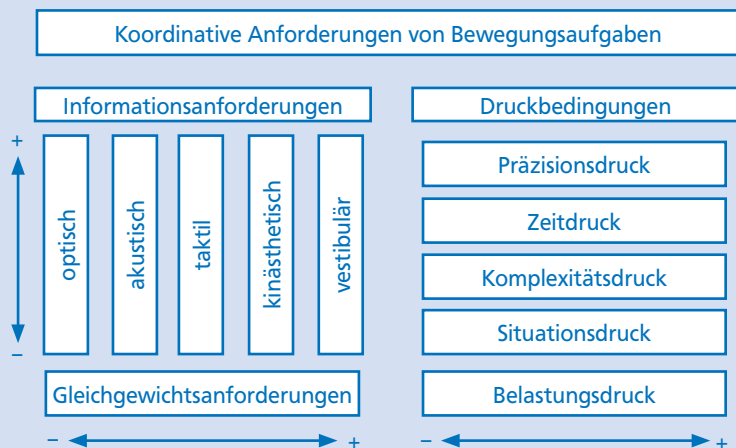 Koordinative Anforderungen von Bewegungsaufgaben
Informationsanforderungen
+
optisch
akustisch
taktil
kinästhetisch
vestibulär
–
Gleichgewichtsanforderungen
– +
Druckbedingungen
Präzisionsdruck
Zeitdruck
Komplexitätsdruck
Situationsdruck
Belastungsdruck
– +